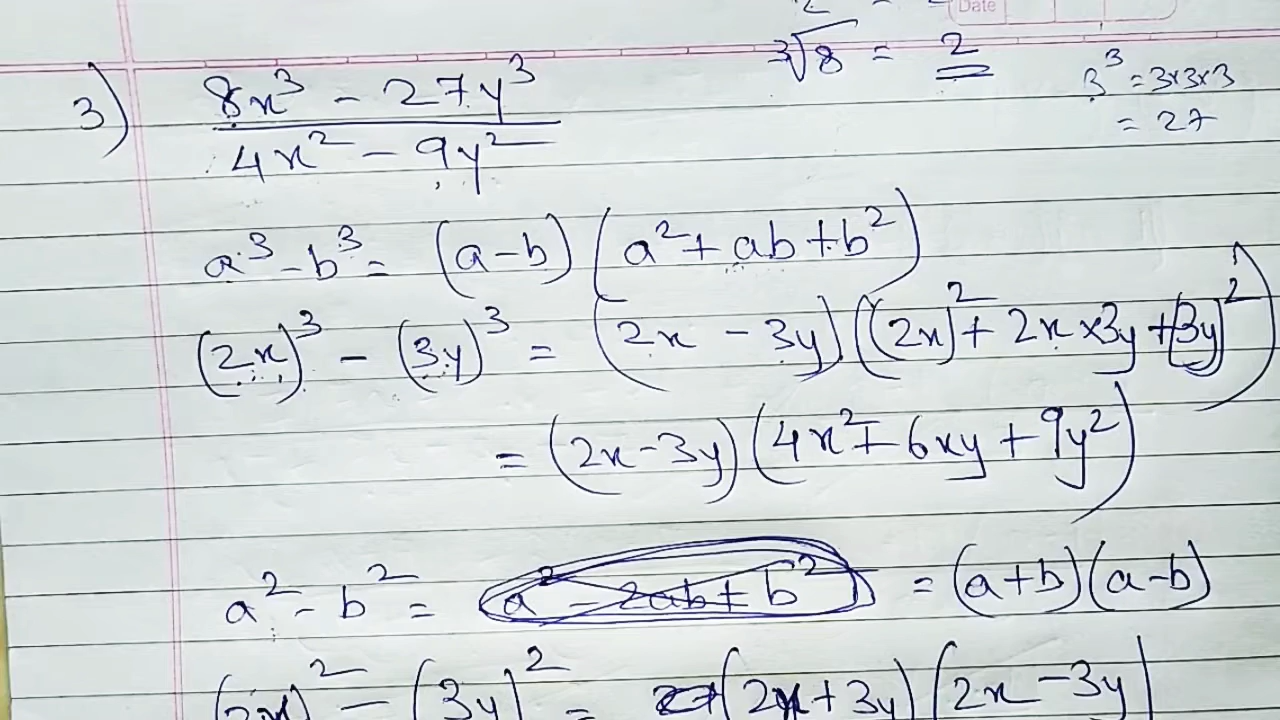 Date
∛8 = 2
3³ = 3×3×3
= 27
3) (8x³ - 27y³)/(4x² - 9y²)
a³ - b³ = (a-b) (a² + ab + b²)
(2x)³ - (3y)³ = (2x - 3y) ((2x)² + 2x × 3y + (3y)²)
= (2x - 3y) (4x² + 6xy + 9y²)
a² - b² = a² - 2ab + b² = (a+b) (a-b)
(2x)² - (3y)² = (2x + 3y) (2x - 3y)